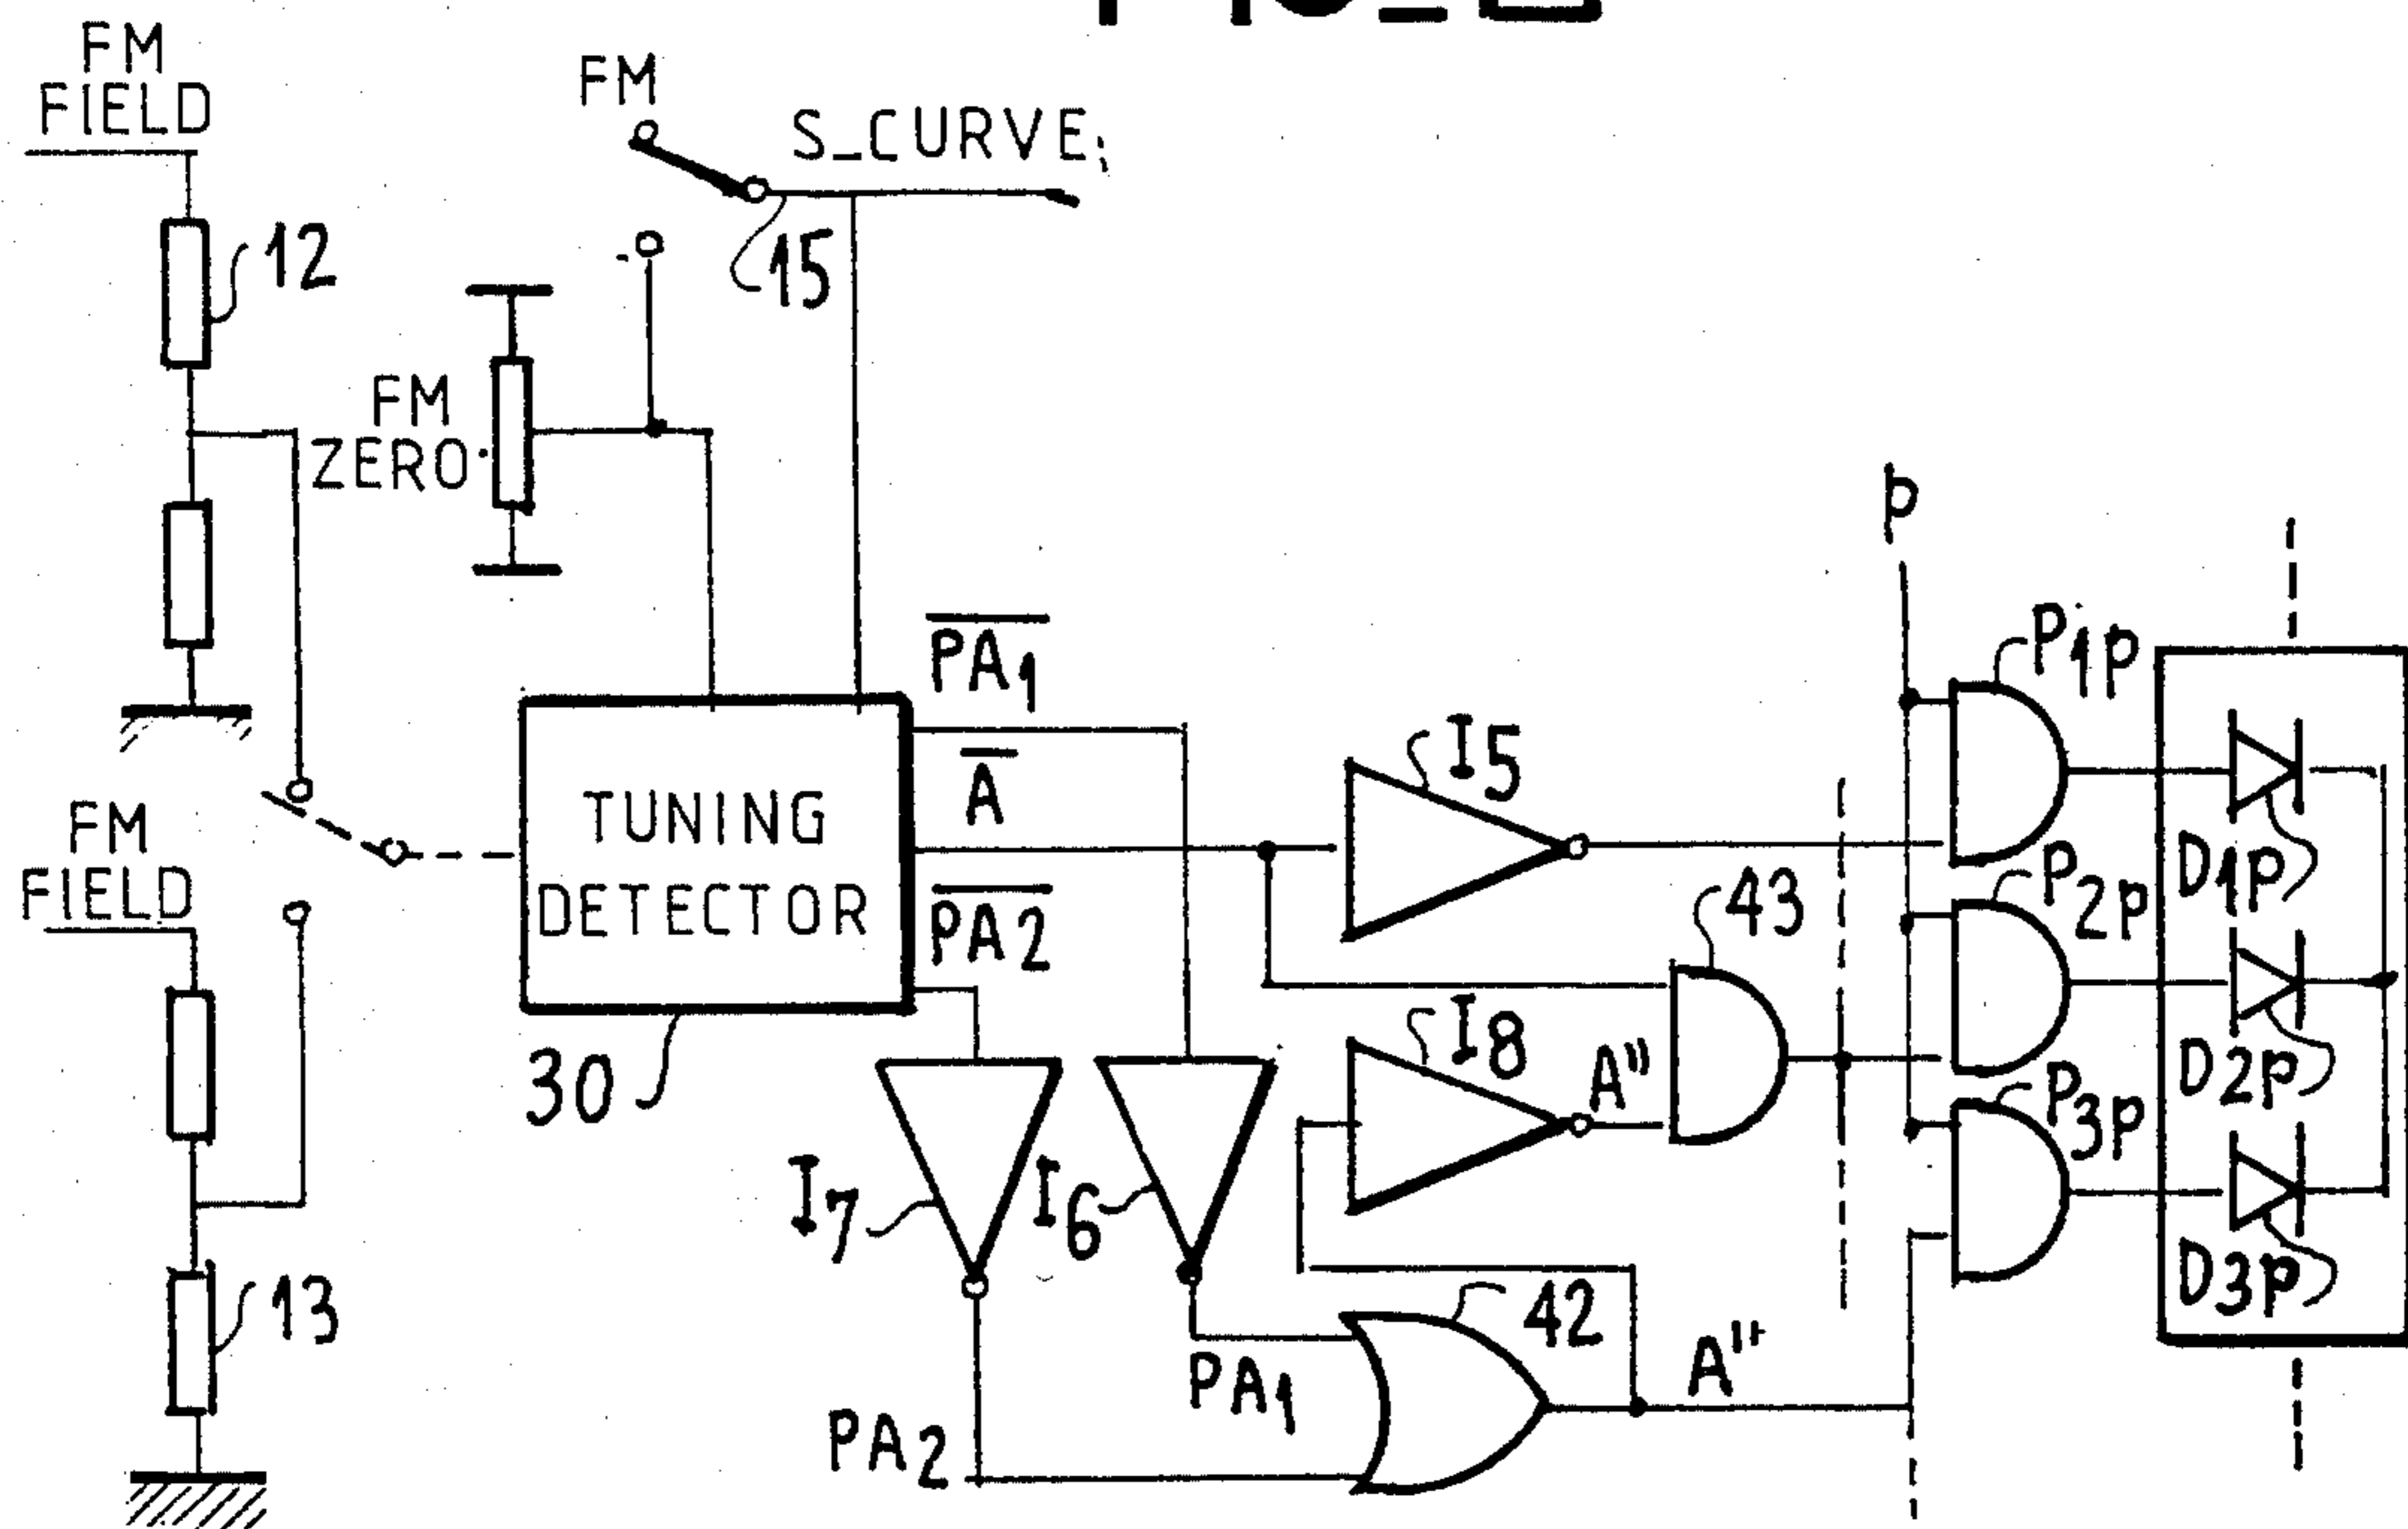 FM
FIELD
FM
S_CURVE
12
15
FM
ZERO
p
PA1
P1p
A
I5
TUNING
DETECTOR
FM
FIELD
PA2
43
D1p
P2p
30
I8
A"
D2p
P3p
I7
I6
13
42
D3p
PA1
A"
PA2